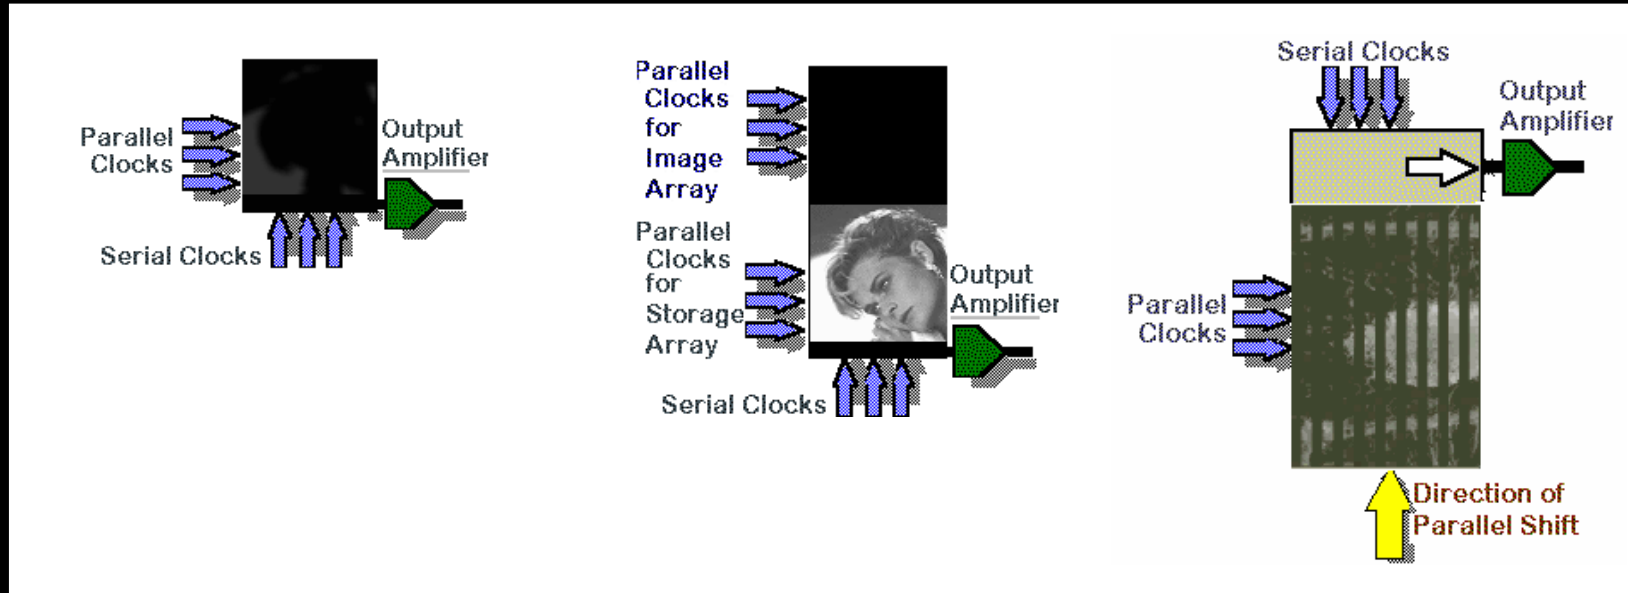 Parallel
Clocks
Output
Amplifier
Serial Clocks
Parallel
Clocks
for
Image
Array
Parallel
Clocks
for
Storage
Array
Output
Amplifier
Serial Clocks
Serial Clocks
Output
Amplifier
Parallel
Clocks
Direction of
Parallel Shift